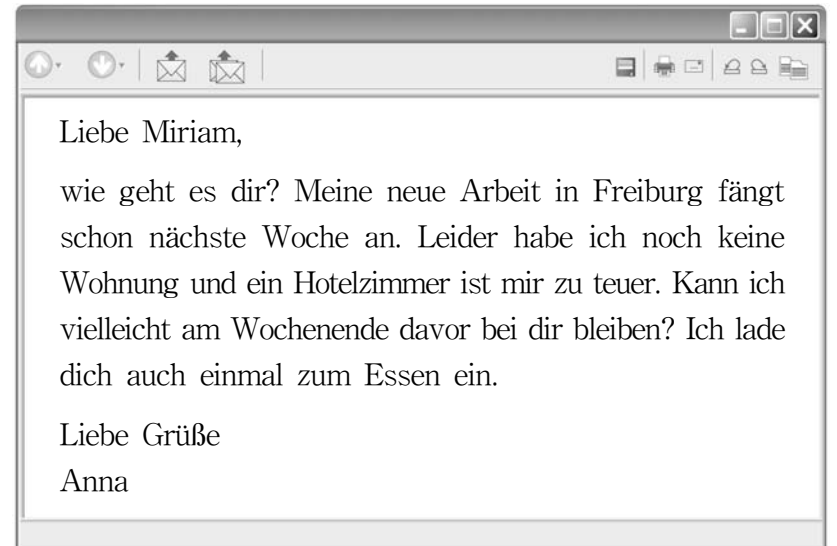 Liebe Miriam,
wie geht es dir? Meine neue Arbeit in Freiburg fängt
schon nächste Woche an. Leider habe ich noch keine
Wohnung und ein Hotelzimmer ist mir zu teuer. Kann ich
vielleicht am Wochenende davor bei dir bleiben? Ich lade
dich auch einmal zum Essen ein.
Liebe Grüße
Anna